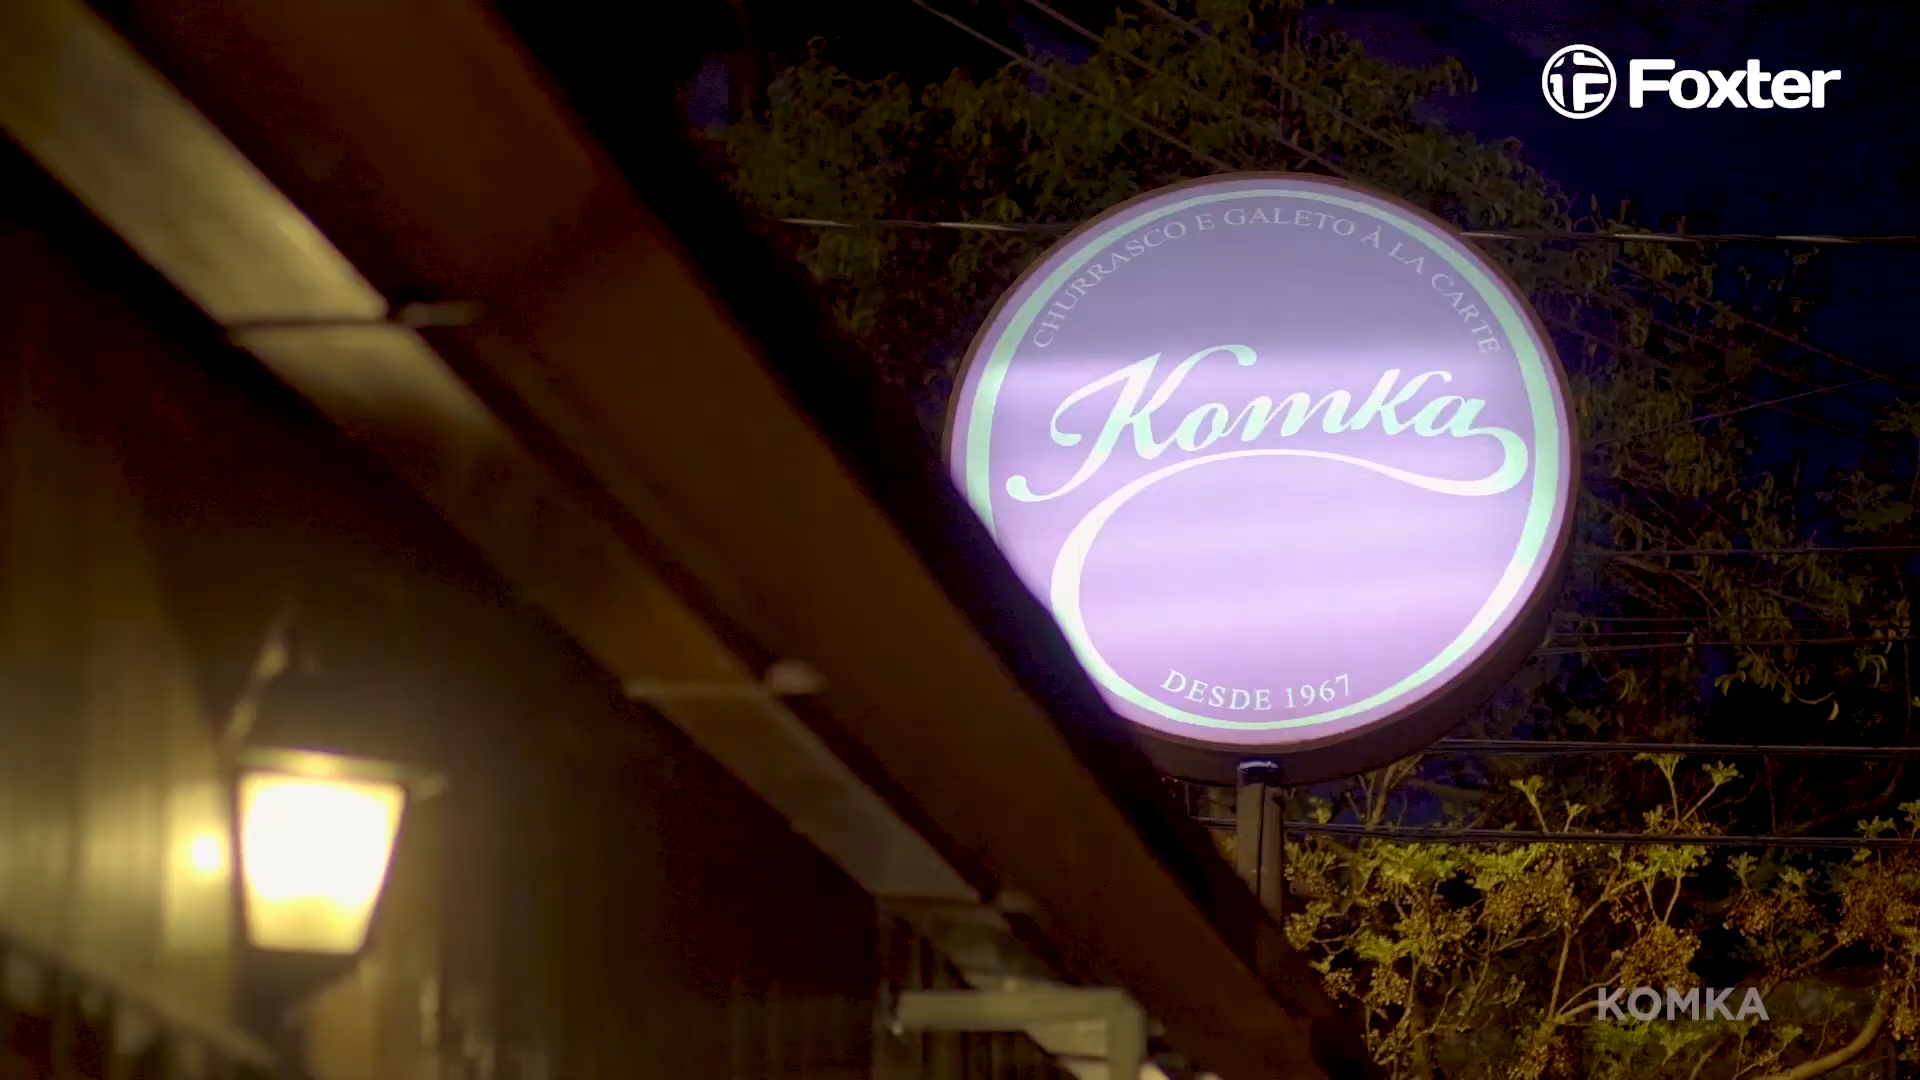 Foxter
CHURRASCO E GALETO À LA CARTE
Komka
DESDE 1967
KOMKA